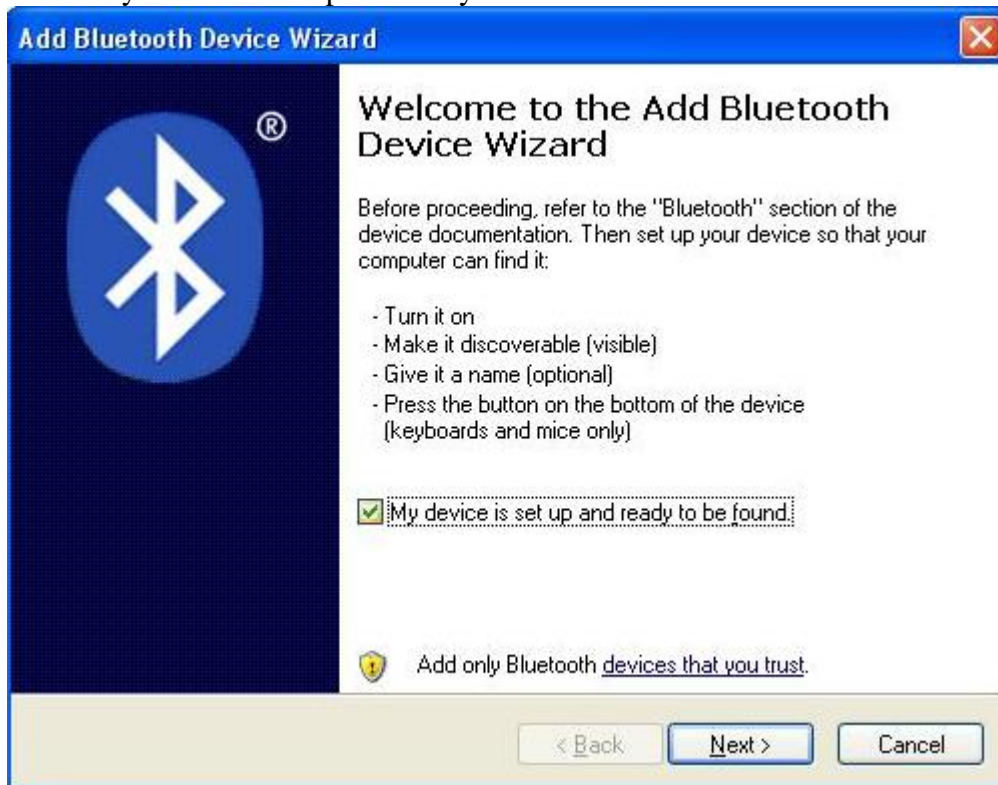 Add Bluetooth Device Wizard
®
Welcome to the Add Bluetooth
Device Wizard
Before proceeding, refer to the "Bluetooth" section of the
device documentation. Then set up your device so that your
computer can find it:
- Turn it on
- Make it discoverable (visible)
- Give it a name (optional)
- Press the button on the bottom of the device
(keyboards and mice only)
My device is set up and ready to be found.
Add only Bluetooth devices that you trust.
< Back Next > Cancel